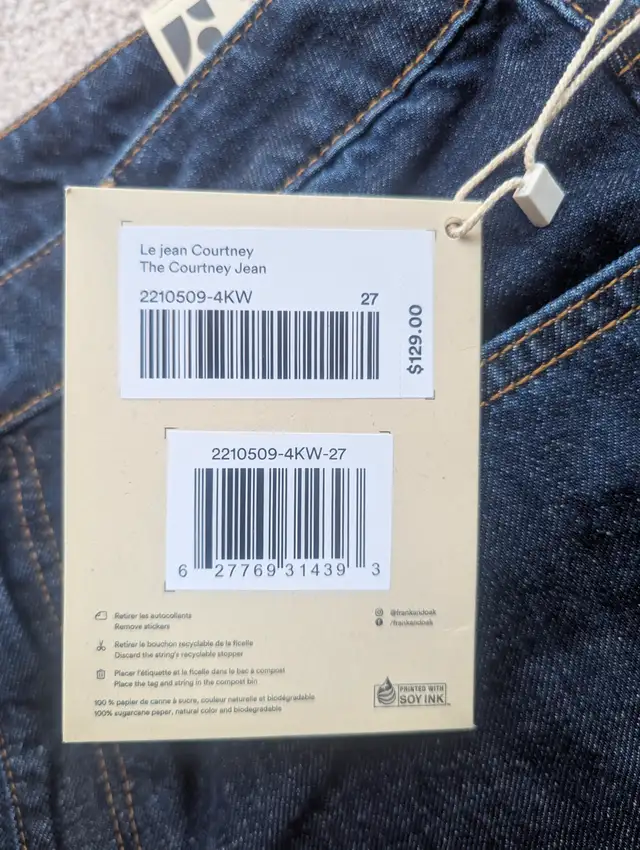 Le jean Courtney
The Courtney Jean
2210509-4KW 27
$129.00
2210509-4KW-27
6 27769 31439 3
Retirer les autocollants
Remove stickers
Retirer le bouchon recyclable de la ficelle
Discard the string's recyclable stopper
Placer l'étiquette et la ficelle dans le bac à compost
Place the tag and string in the compost bin
100 % papier de canne à sucre, couleur naturelle et biodégradable
100% sugarcane paper, natural color and biodegradable
@frankandoak
/frankandoak
PRINTED WITH
SOY INK